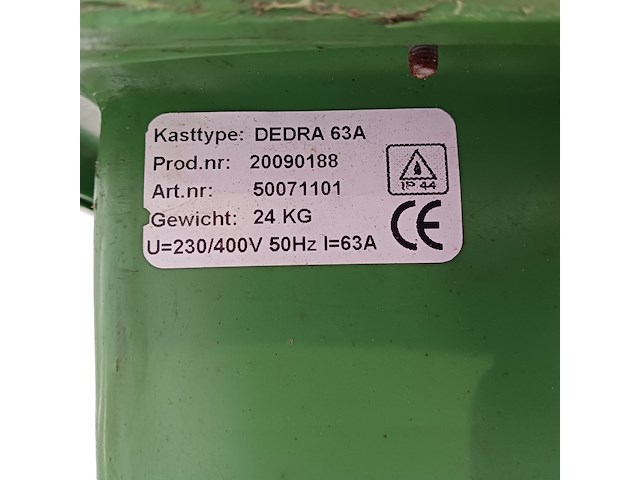 Kasttype: DEDRA 63A
Prod.nr: 20090188
Art.nr: 50071101
IP 44
Gewicht: 24 KG
CE
U=230/400V 50Hz I=63A